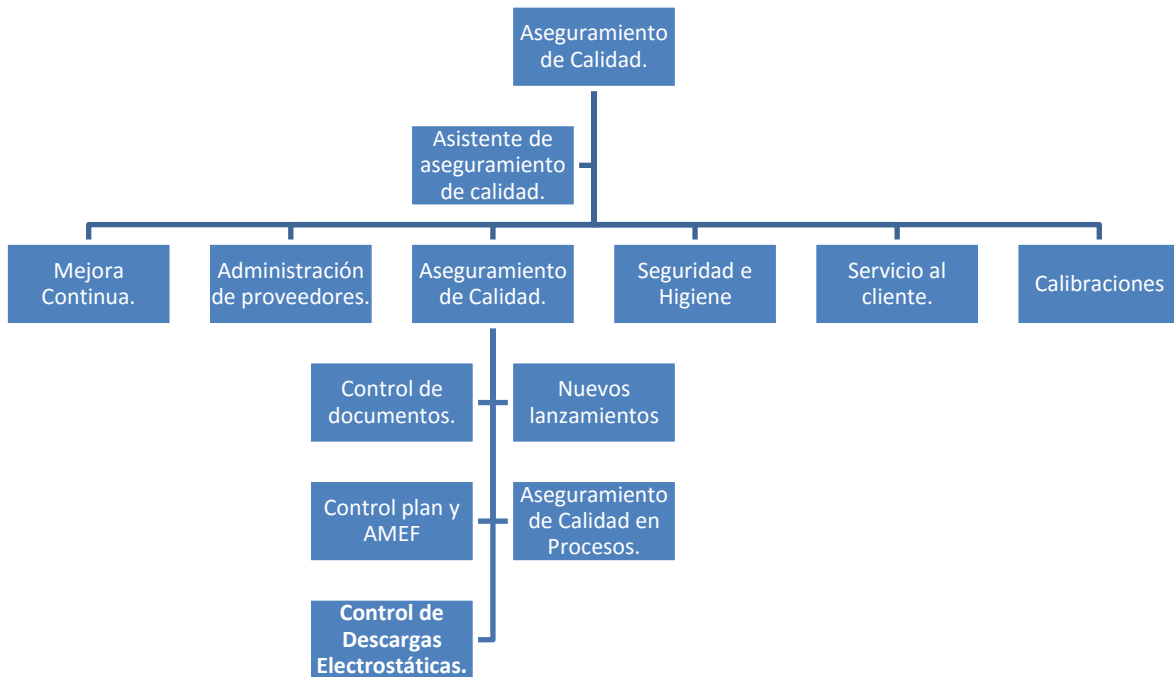 Aseguramiento
de Calidad.
Asistente de
aseguramiento
de calidad.
Mejora
Continua.
Administración
de proveedores.
Aseguramiento
de Calidad.
Seguridad e
Higiene
Servicio al
cliente.
Calibraciones
Control de
documentos.
Nuevos
lanzamientos
Control plan y
AMEF
Aseguramiento
de Calidad en
Procesos.
Control de
Descargas
Electrostáticas.